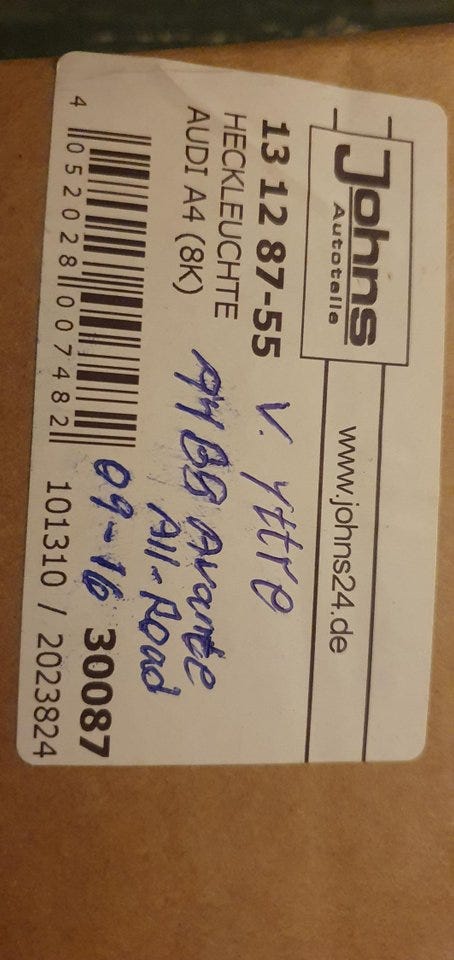 Johns
Autoteile
www.johns24.de
13 12 87-55
V. Yttre
HECKLEUCHTE
AUDI A4 (8K)
A4 B8 Avante
All-Road
09-16
30087
4 052028 007482
101310 / 2023824